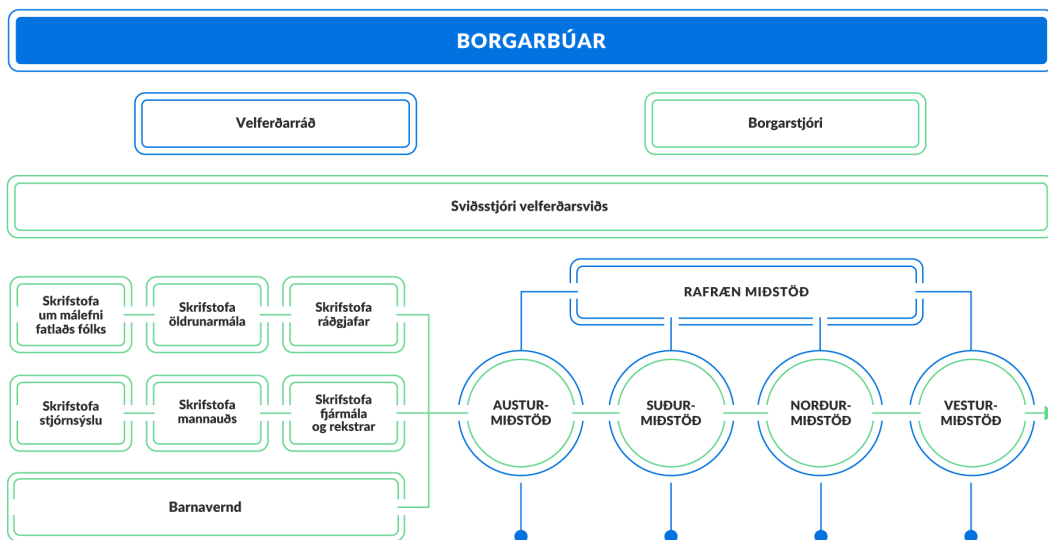 BORGARBÚAR
Velferðarráð
Borgarstjóri
Sviðsstjóri velferðarsviðs
Skrifstofa
um málefni
fatlaðs fólks
Skrifstofa
öldrunarmála
Skrifstofa
ráðgjafar
RAFRÆN MIÐSTÖÐ
Skrifstofa
stjórnsýslu
Skrifstofa
mannauðs
Skrifstofa
fjármála
og rekstrar
AUSTUR-
MIÐSTÖÐ
SUÐUR-
MIÐSTÖÐ
NORÐUR-
MIÐSTÖÐ
VESTUR-
MIÐSTÖÐ
Barnavernd